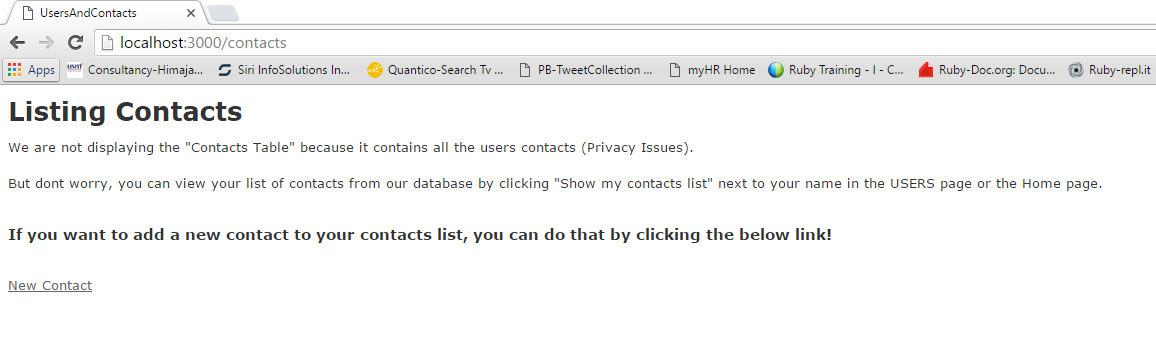 UsersAndContacts
localhost:3000/contacts
Apps usmf Consultancy-Himaja... Siri InfoSolutions In... Quantico-Search Tv ... PB-TweetCollection ... myHR Home Ruby Training - I - C... Ruby-Doc.org: Docu... Ruby-repl.it
Listing Contacts
We are not displaying the "Contacts Table" because it contains all the users contacts (Privacy Issues).
But dont worry, you can view your list of contacts from our database by clicking "Show my contacts list" next to your name in the USERS page or the Home page.
If you want to add a new contact to your contacts list, you can do that by clicking the below link!
New Contact